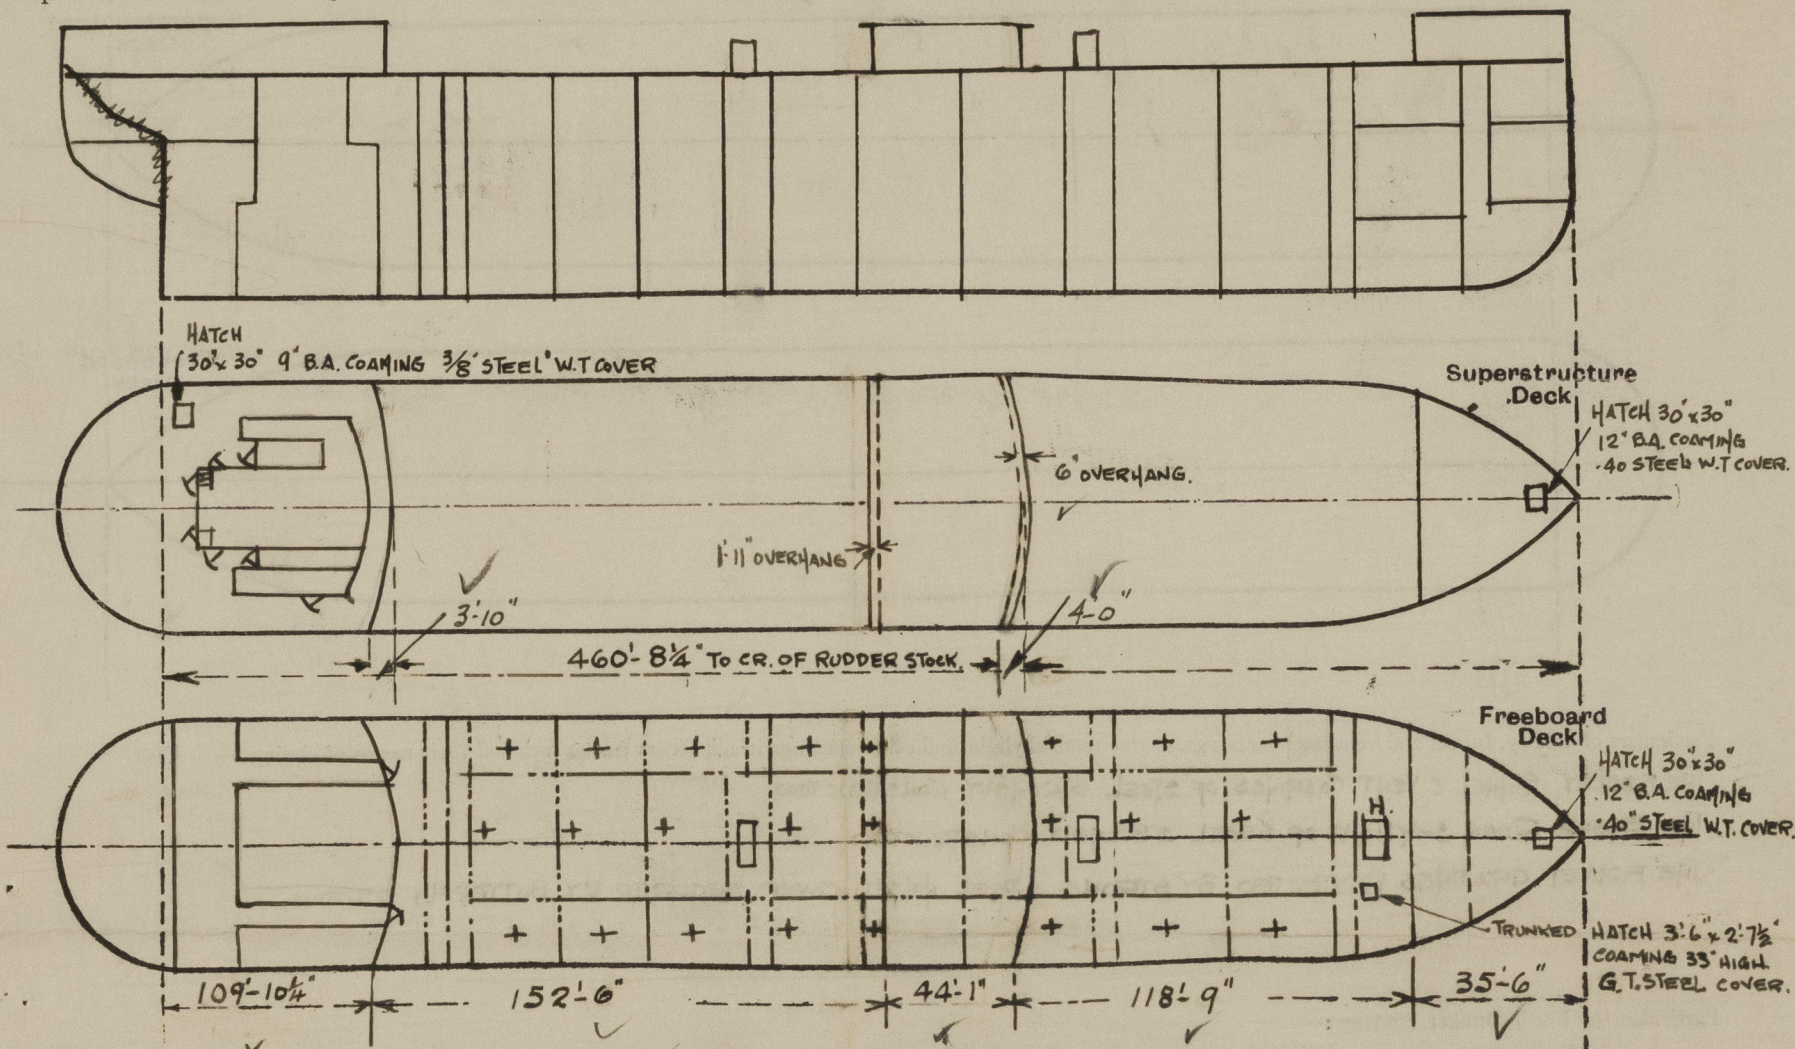 HATCH
30"x 30" 9" B.A. COAMING 3/8" STEEL W.T COVER
Superstructure
Deck
HATCH 30"x30"
12" B.A. COAMING
.40 STEEL W.T COVER.
6" OVERHANG.
1'-11" OVERHANG
3'-10"
4'-0"
460'-8¼" TO CR. OF RUDDER STOCK.
Freeboard
Deck
HATCH 30"x30"
12" B.A. COAMING
.40" STEEL W.T. COVER.
H.
TRUNKED
HATCH 3'-6" x 2'-7½"
COAMING 33" HIGH.
G.T. STEEL COVER.
109'-10¼"
152'-6"
44'-1"
118'-9"
35'-6"